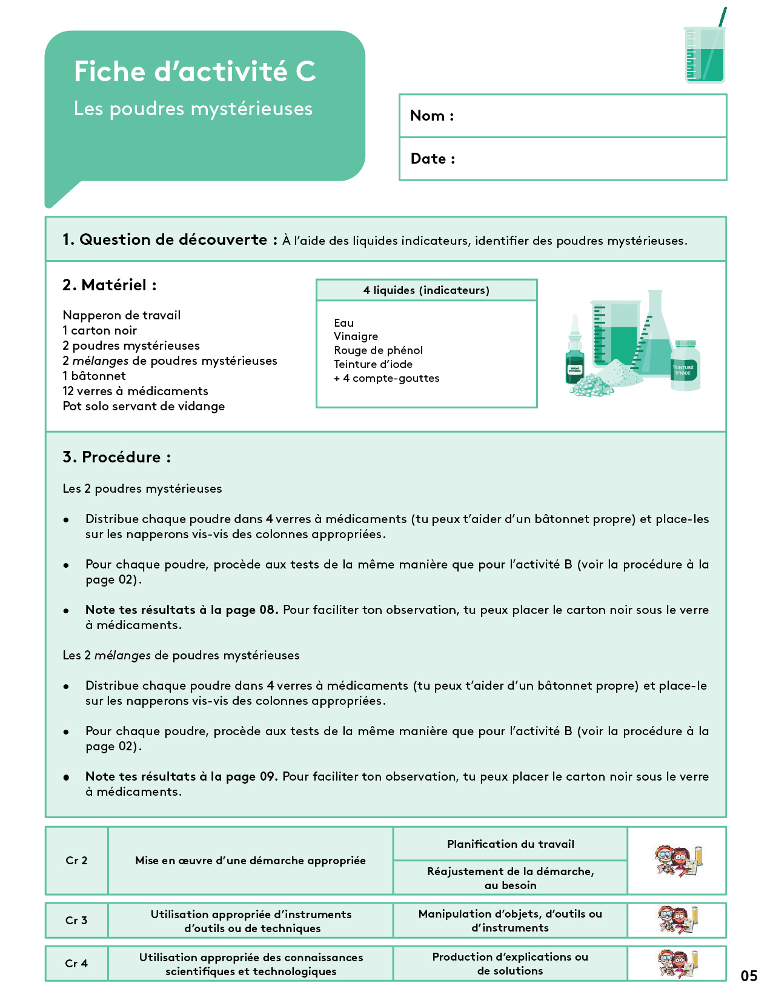 Fiche d’activité C
Les poudres mystérieuses
Nom :
Date :
1. Question de découverte : À l’aide des liquides indicateurs, identifier des poudres mystérieuses.
2. Matériel :
Napperon de travail
1 carton noir
2 poudres mystérieuses
2 mélanges de poudres mystérieuses
1 bâtonnet
12 verres à médicaments
Pot solo servant de vidange
4 liquides (indicateurs)
Eau
Vinaigre
Rouge de phénol
Teinture d’iode
+ 4 compte-gouttes
TEINTURE
D’IODE
3. Procédure :
Les 2 poudres mystérieuses
• Distribue chaque poudre dans 4 verres à médicaments (tu peux t’aider d’un bâtonnet propre) et place-les
sur les napperons vis-vis des colonnes appropriées.
• Pour chaque poudre, procède aux tests de la même manière que pour l’activité B (voir la procédure à la
page 02).
• Note tes résultats à la page 08. Pour faciliter ton observation, tu peux placer le carton noir sous le verre
à médicaments.
Les 2 mélanges de poudres mystérieuses
• Distribue chaque poudre dans 4 verres à médicaments (tu peux t’aider d’un bâtonnet propre) et place-le
sur les napperons vis-vis des colonnes appropriées.
• Pour chaque poudre, procède aux tests de la même manière que pour l’activité B (voir la procédure à la
page 02).
• Note tes résultats à la page 09. Pour faciliter ton observation, tu peux placer le carton noir sous le verre
à médicaments.
Cr 2
Mise en œuvre d’une démarche appropriée
Planification du travail
Réajustement de la démarche,
au besoin
Cr 3
Utilisation appropriée d’instruments
d’outils ou de techniques
Manipulation d’objets, d’outils ou
d’instruments
Cr 4
Utilisation appropriée des connaissances
scientifiques et technologiques
Production d’explications ou
de solutions
05